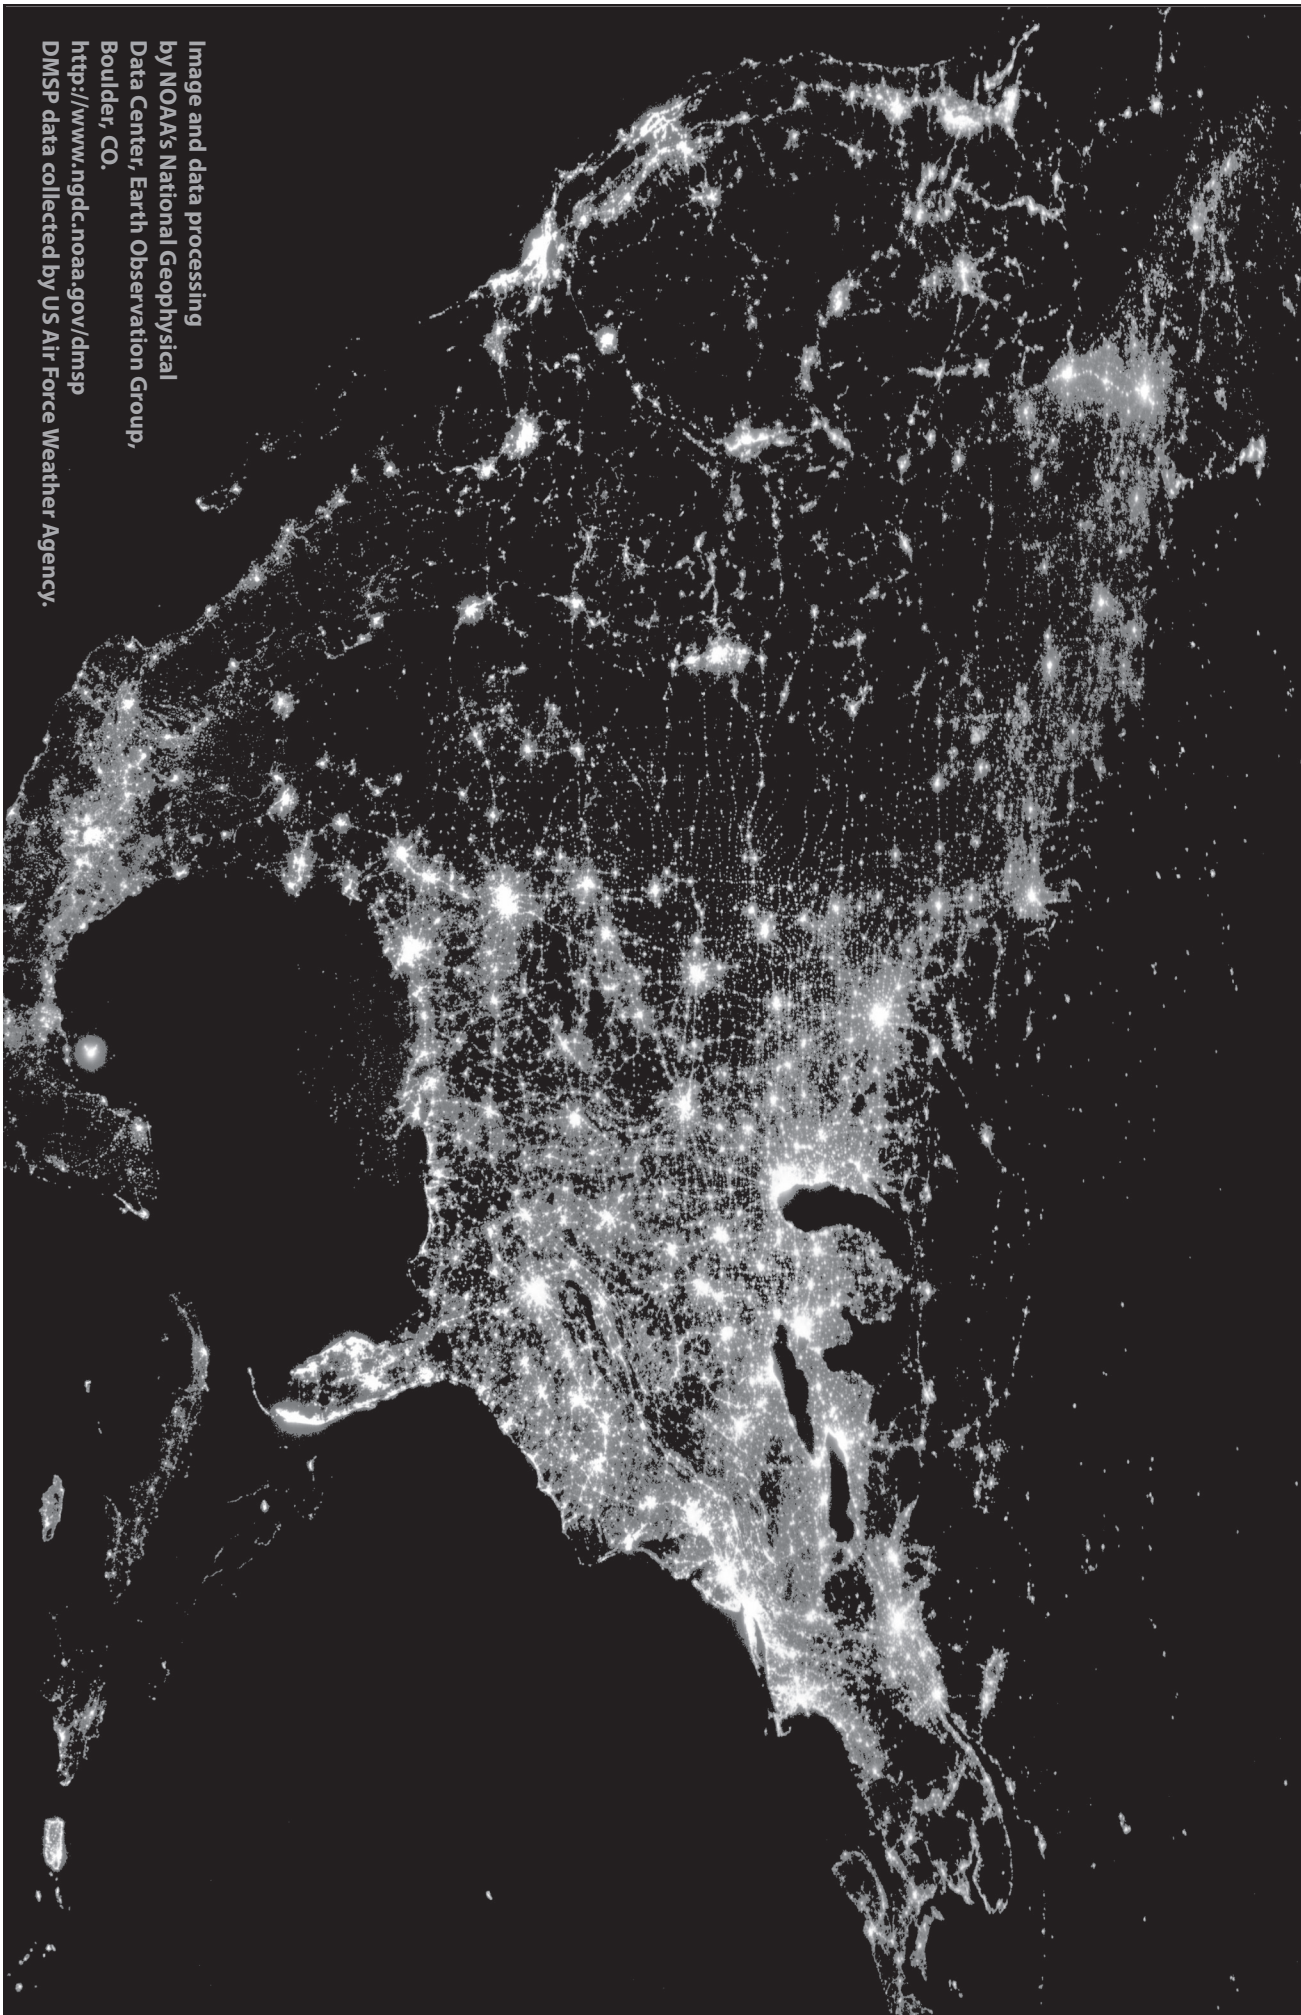 Image and data processing
by NOAA's National Geophysical
Data Center, Earth Observation Group,
Boulder, CO.
http://www.ngdc.noaa.gov/dmsp
DMSP data collected by US Air Force Weather Agency.